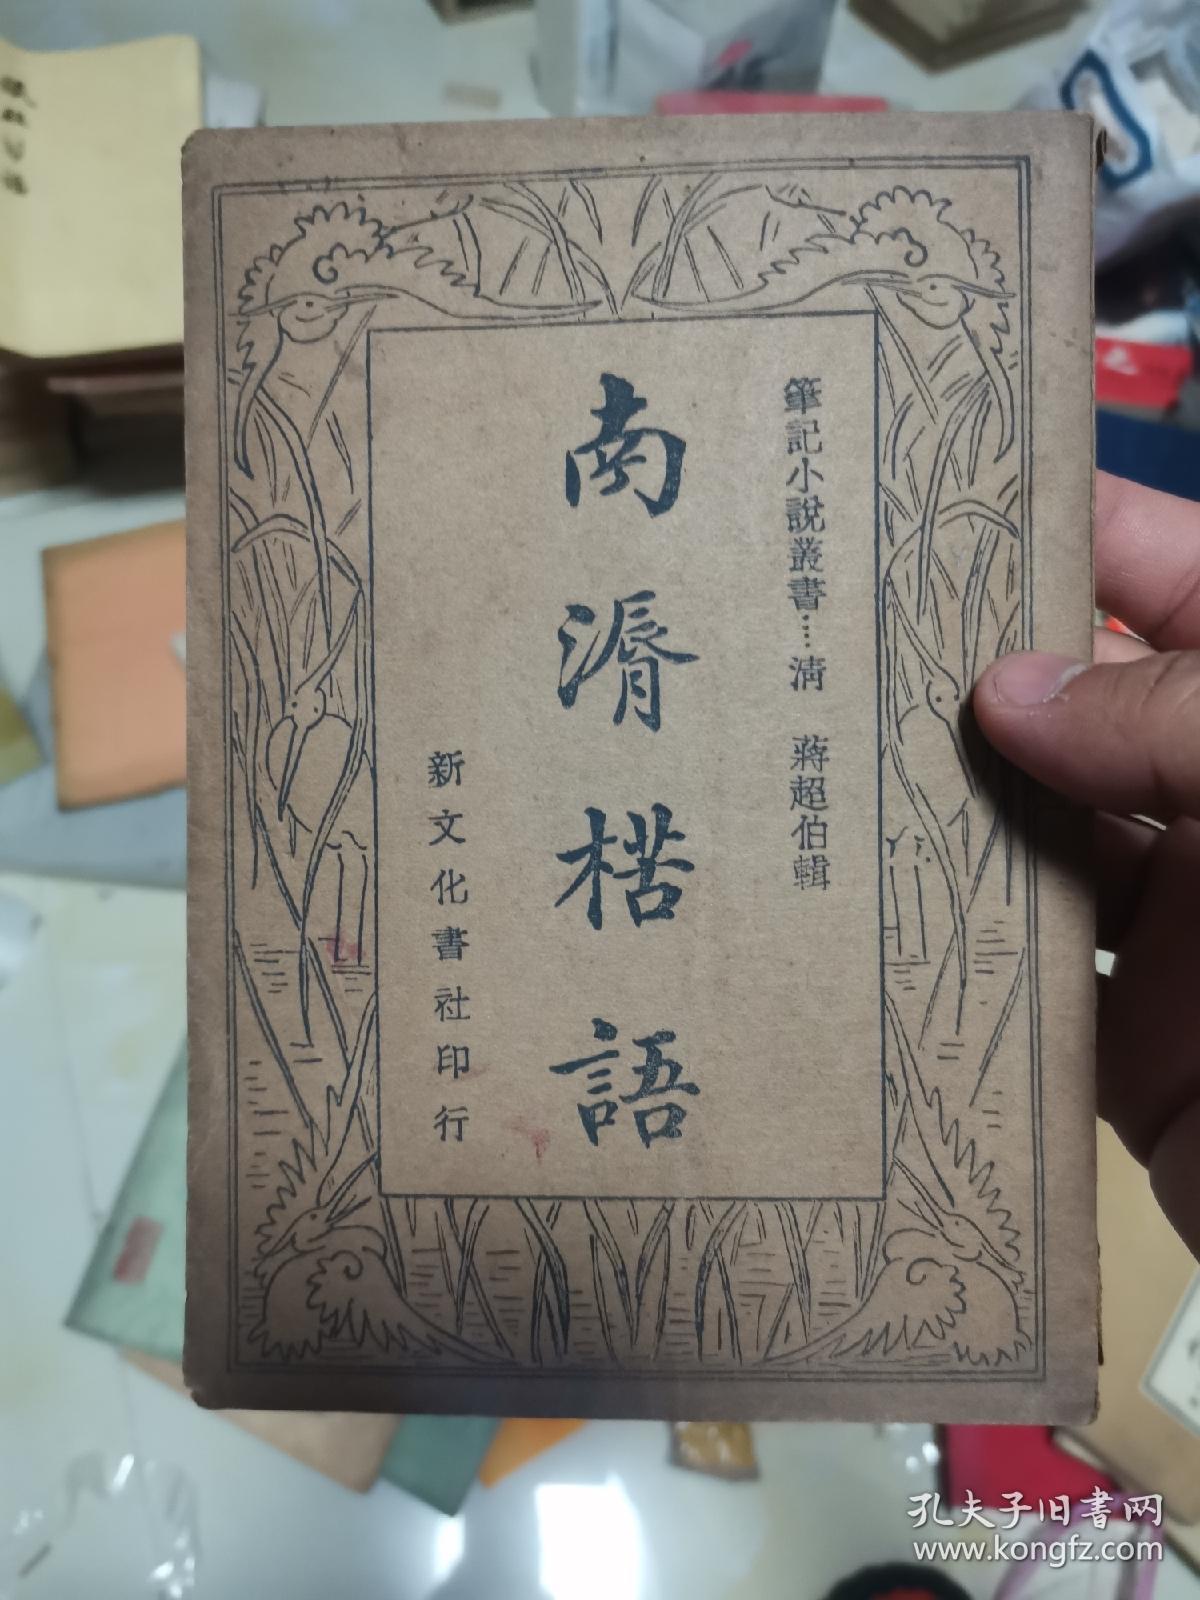 筆記小說叢書‥‥清　蔣超伯輯
南漘楛語
新文化書社印行
孔夫子旧书网
www.kongfz.com